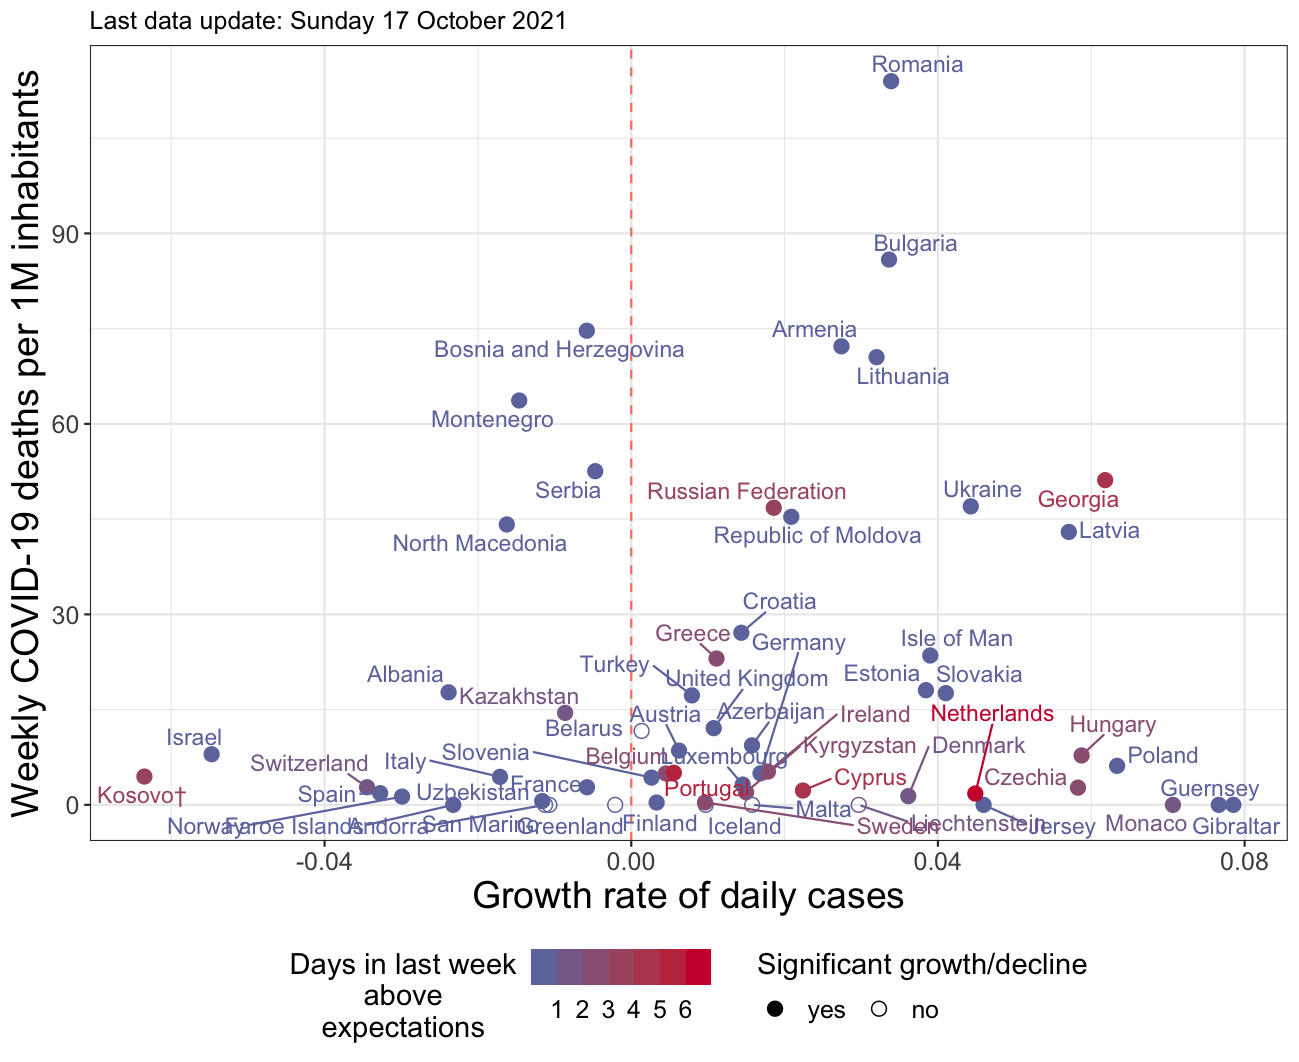 Last data update: Sunday 17 October 2021
Weekly COVID-19 deaths per 1M inhabitants
90
60
30
0
Romania
Bulgaria
Armenia
Bosnia and Herzegovina
Lithuania
Montenegro
Serbia
Russian Federation
Ukraine
Georgia
North Macedonia
Republic of Moldova
Latvia
Croatia
Greece
Germany
Isle of Man
Albania
Turkey
United Kingdom
Estonia
Slovakia
Kazakhstan
Belarus
Austria
Azerbaijan
Ireland
Netherlands
Hungary
Israel
Switzerland
Italy
Slovenia
Belgium
Luxembourg
Kyrgyzstan
Denmark
Poland
Kosovo†
Spain
Uzbekistan
France
Portugal
Cyprus
Czechia
Guernsey
Norway
Faroe Islands
Andorra
San Marino
Greenland
Finland
Iceland
Malta
Sweden
Liechtenstein
Jersey
Monaco
Gibraltar
-0.04
0.00
0.04
0.08
Growth rate of daily cases
Days in last week
above
expectations
1 2 3 4 5 6
Significant growth/decline
yes
no